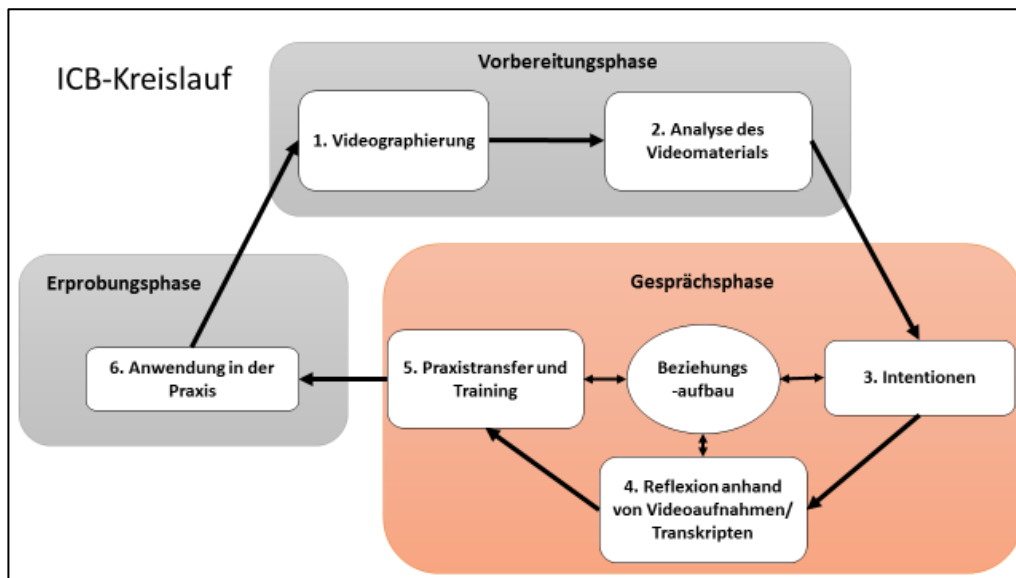 ICB-Kreislauf
Vorbereitungsphase
1. Videographierung
2. Analyse des
Videomaterials
Erprobungsphase
6. Anwendung in der
Praxis
Gesprächsphase
5. Praxistransfer und
Training
Beziehungs
-aufbau
3. Intentionen
4. Reflexion anhand
von Videoaufnahmen/
Transkripten